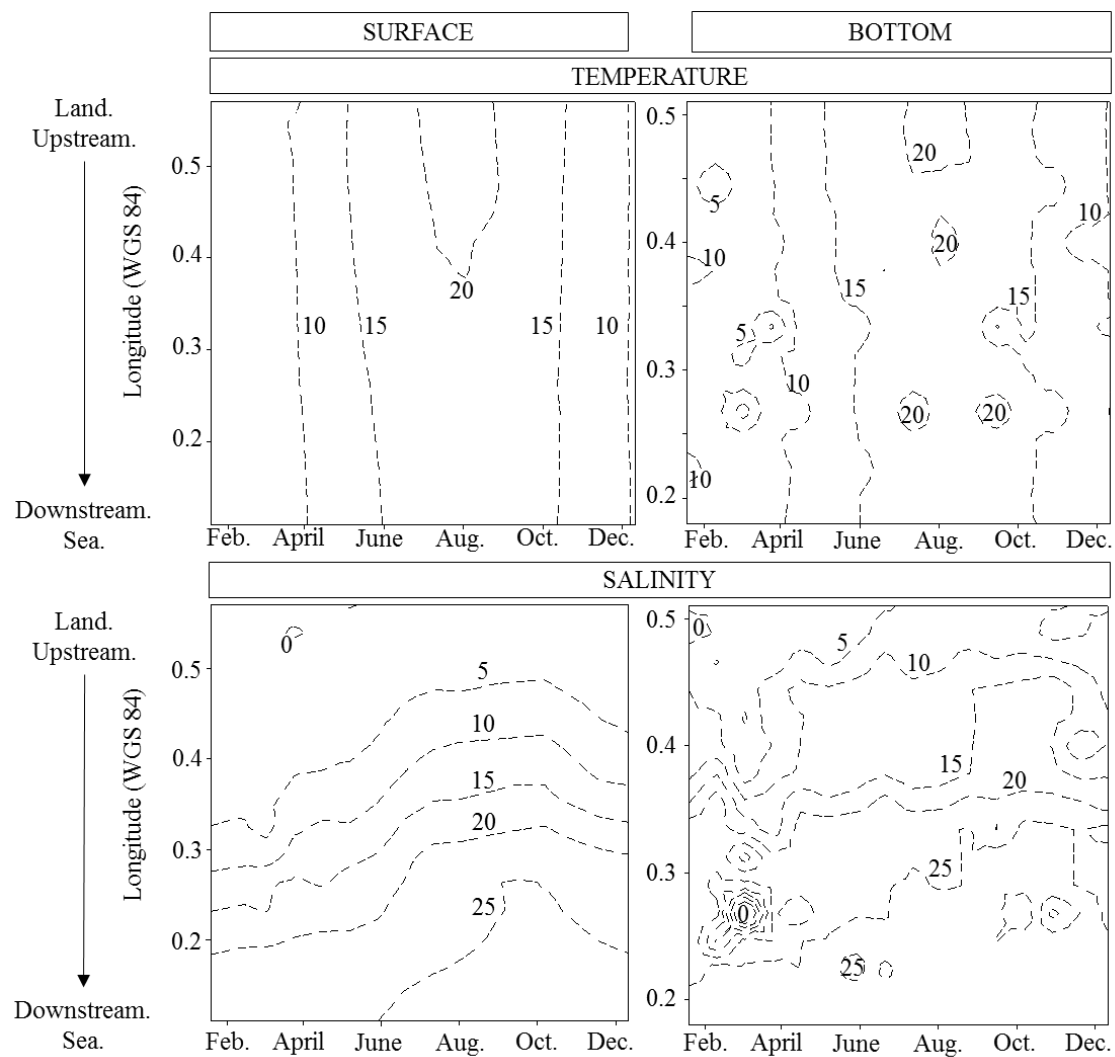 SURFACE
BOTTOM
TEMPERATURE
Land.
Upstream.
Longitude (WGS 84)
Downstream.
Sea.
0.5
0.4
0.3
0.2
10
15
20
15
10
Feb. April June Aug. Oct. Dec.
0.5
0.4
0.3
0.2
20
5
10
20
10
15
15
5
10
20
20
10
Feb. April June Aug. Oct. Dec.
SALINITY
Land.
Upstream.
Longitude (WGS 84)
Downstream.
Sea.
0.5
0.4
0.3
0.2
0
5
10
15
20
25
Feb. April June Aug. Oct. Dec.
0.5
0.4
0.3
0.2
0
5
10
15
20
25
0
25
Feb. April June Aug. Oct. Dec.